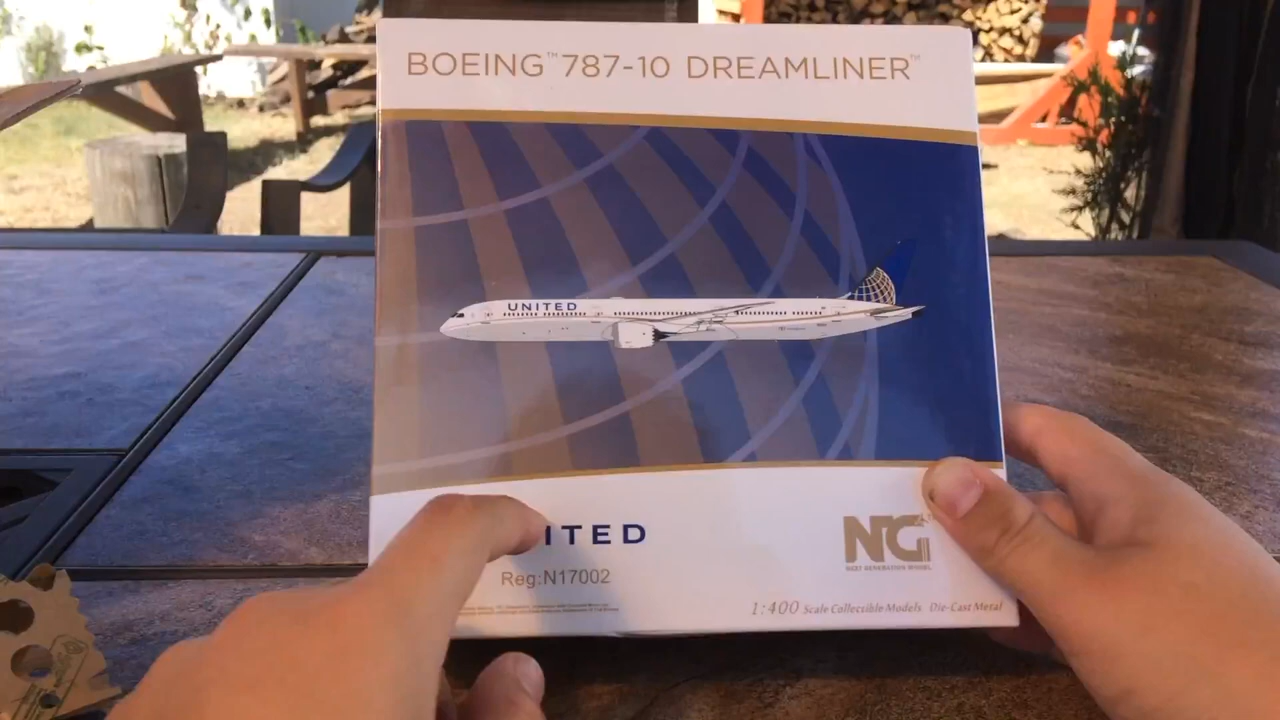 BOEING™ 787-10 DREAMLINER™
UNITED
ITED
NG
NEXT GENERATION MODEL
Reg:N17002
1:400 Scale Collectible Models Die-Cast Metal